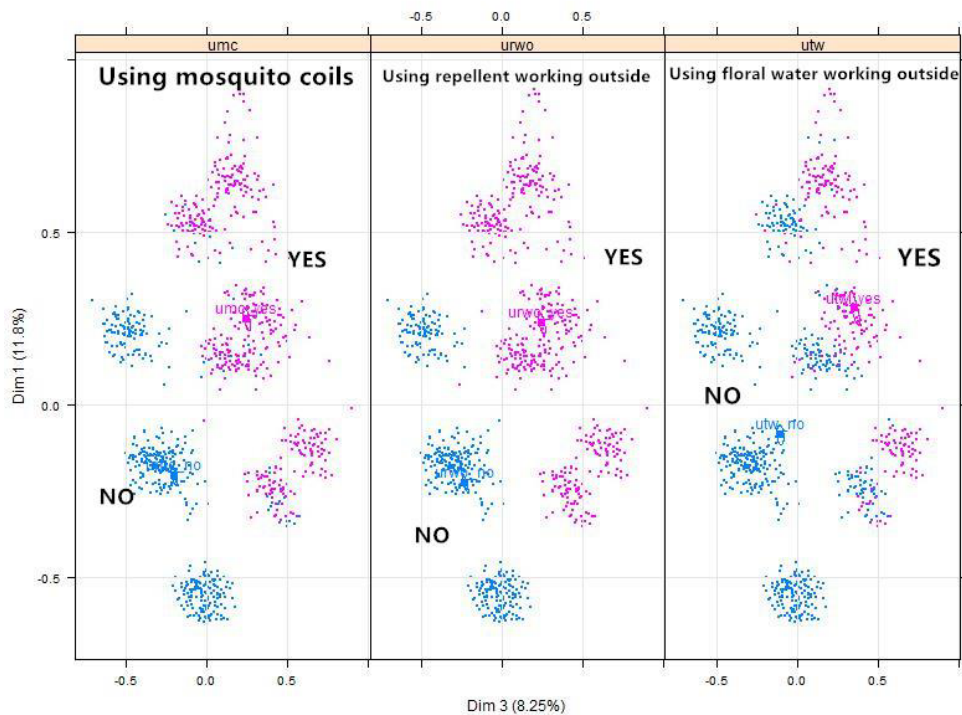 -0.5 0.0 0.5
umc urwo utw
Using mosquito coils Using repellent working outside Using floral water working outside
YES YES YES
umc_yes urwo_yes utw_yes
NO NO NO
_no urwo_no utw_no
Dim 1 (11.8%)
0.5
0.0
-0.5
-0.5 0.0 0.5 -0.5 0.0 0.5
Dim 3 (8.25%)